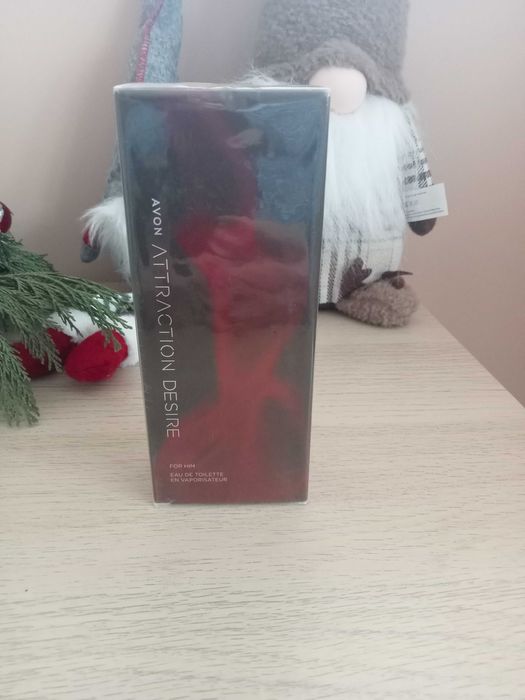 AVON ATTRACTION DESIRE
FOR HIM
EAU DE TOILETTE
EN VAPORISATEUR